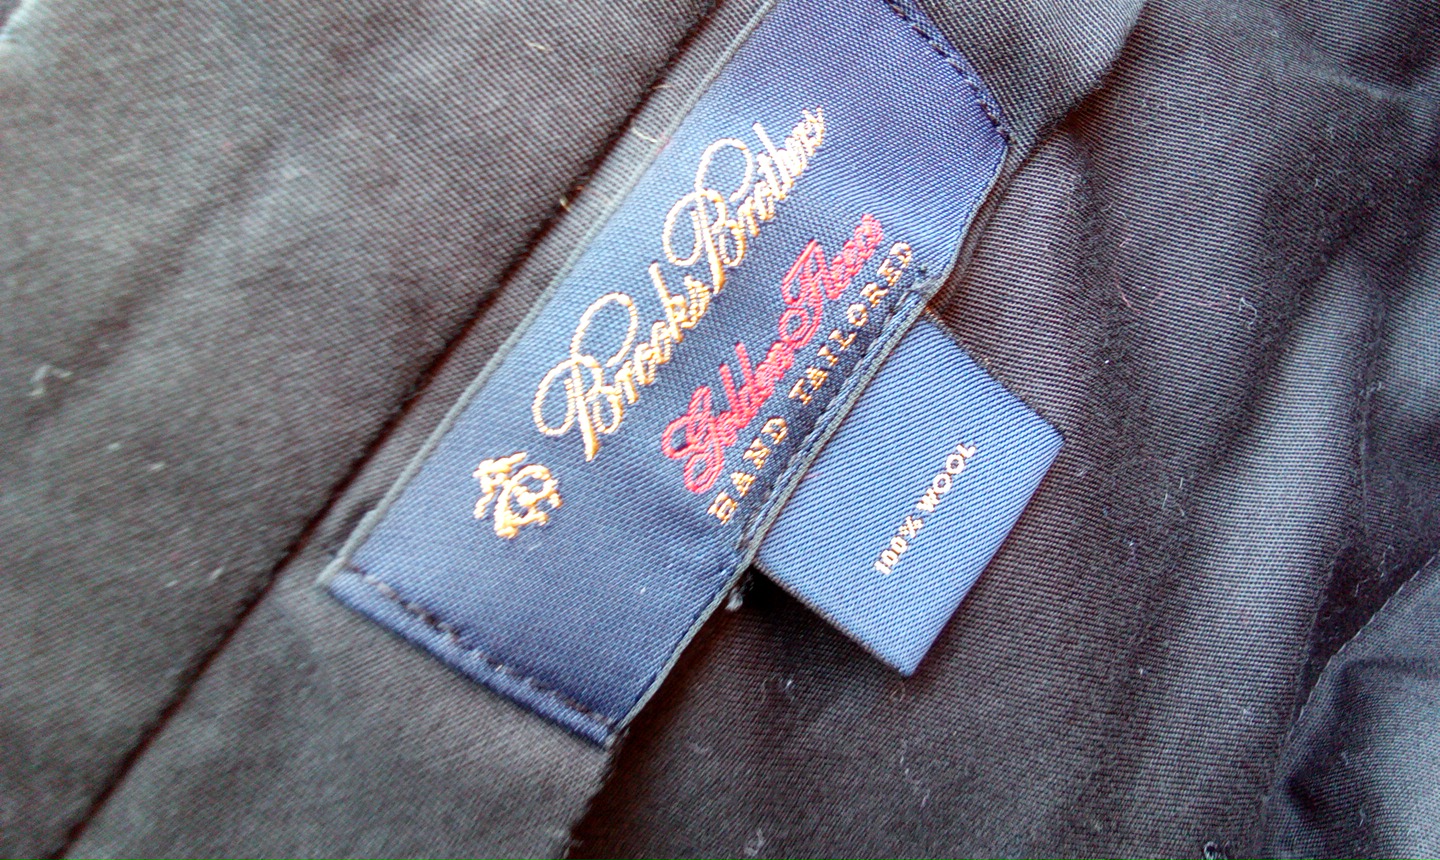 Brooks Brothers
Golden Fleece
HAND TAILORED
100% WOOL